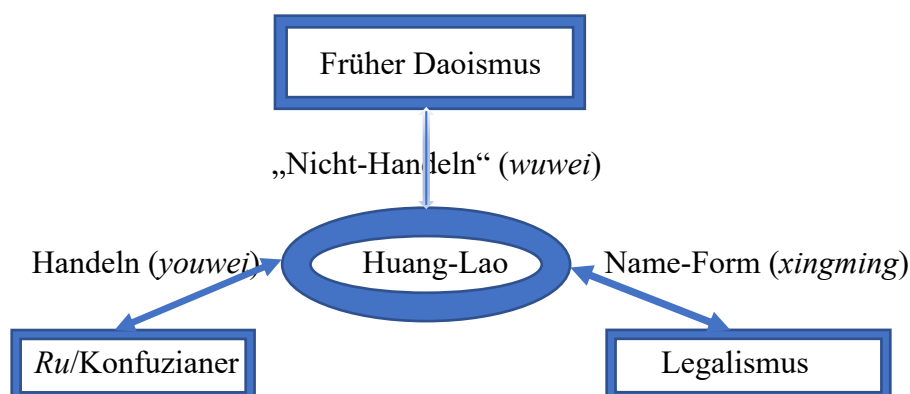 Früher Daoismus
„Nicht-Handeln“ (wuwei)
Handeln (youwei)
Huang-Lao
Name-Form (xingming)
Ru/Konfuzianer
Legalismus